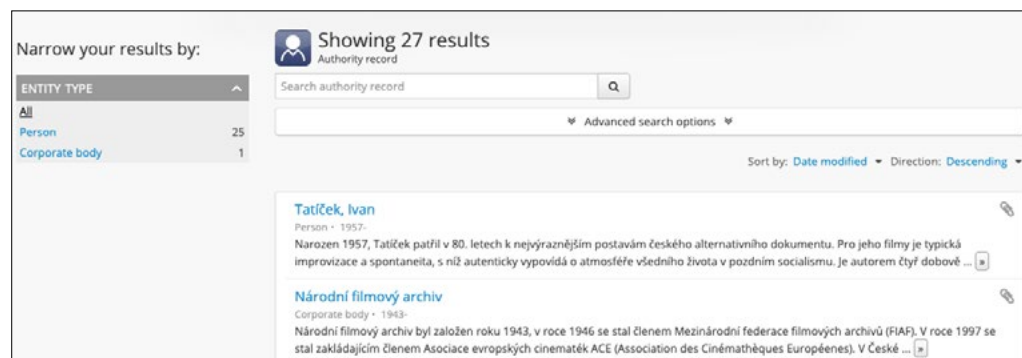 Narrow your results by:
ENTITY TYPE
All
Person 25
Corporate body 1
Showing 27 results
Authority record
Search authority record
Advanced search options
Sort by: Date modified Direction: Descending
Tatíček, Ivan
Person · 1957-
Narozen 1957, Tatíček patřil v 80. letech k nejvýraznějším postavám českého alternativního dokumentu. Pro jeho filmy je typická
improvizace a spontaneita, s níž autenticky vypovídá o atmosféře všedního života v pozdním socialismu. Je autorem čtyř dobově ... »
Národní filmový archiv
Corporate body · 1943-
Národní filmový archiv byl založen roku 1943, v roce 1946 se stal členem Mezinárodní federace filmových archivů (FIAF). V roce 1997 se
stal zakládajícím členem Asociace evropských cinematék ACE (Association des Cinémathèques Européenes). V České ... »